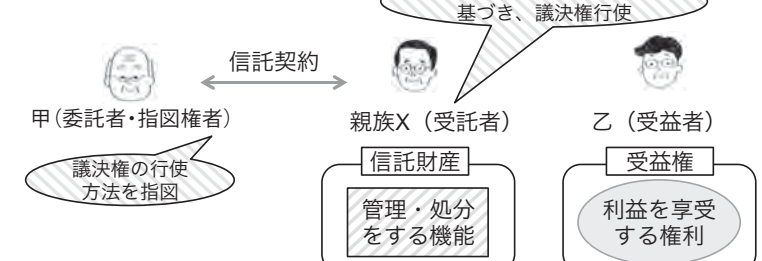 基づき、議決権行使
信託契約
甲(委託者・指図権者)
親族X(受託者)
乙(受益者)
議決権の行使
方法を指図
信託財産
管理・処分
をする機能
受益権
利益を享受
する権利